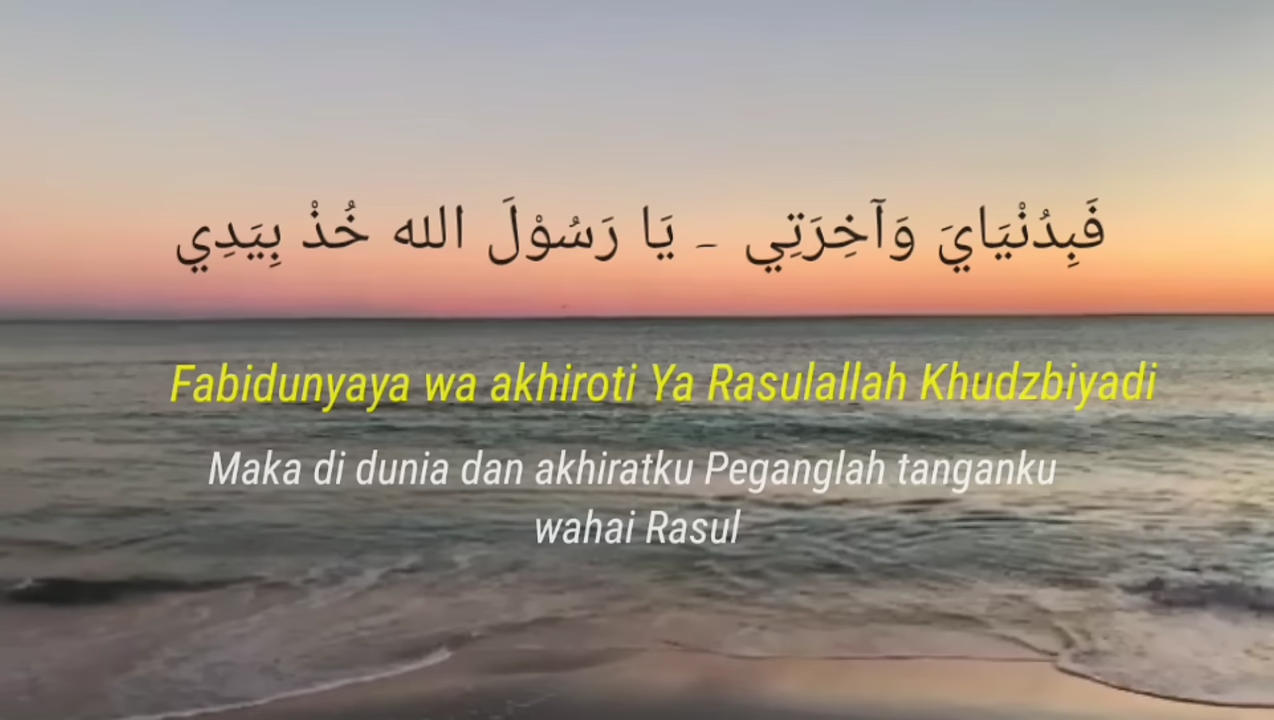 فَبِدُنْيَايَ وَآخِرَتِي - يَا رَسُوْلَ الله خُذْ بِيَدِي
Fabidunyaya wa akhiroti Ya Rasulallah Khudzbiyadi
Maka di dunia dan akhiratku Peganglah tanganku
wahai Rasul